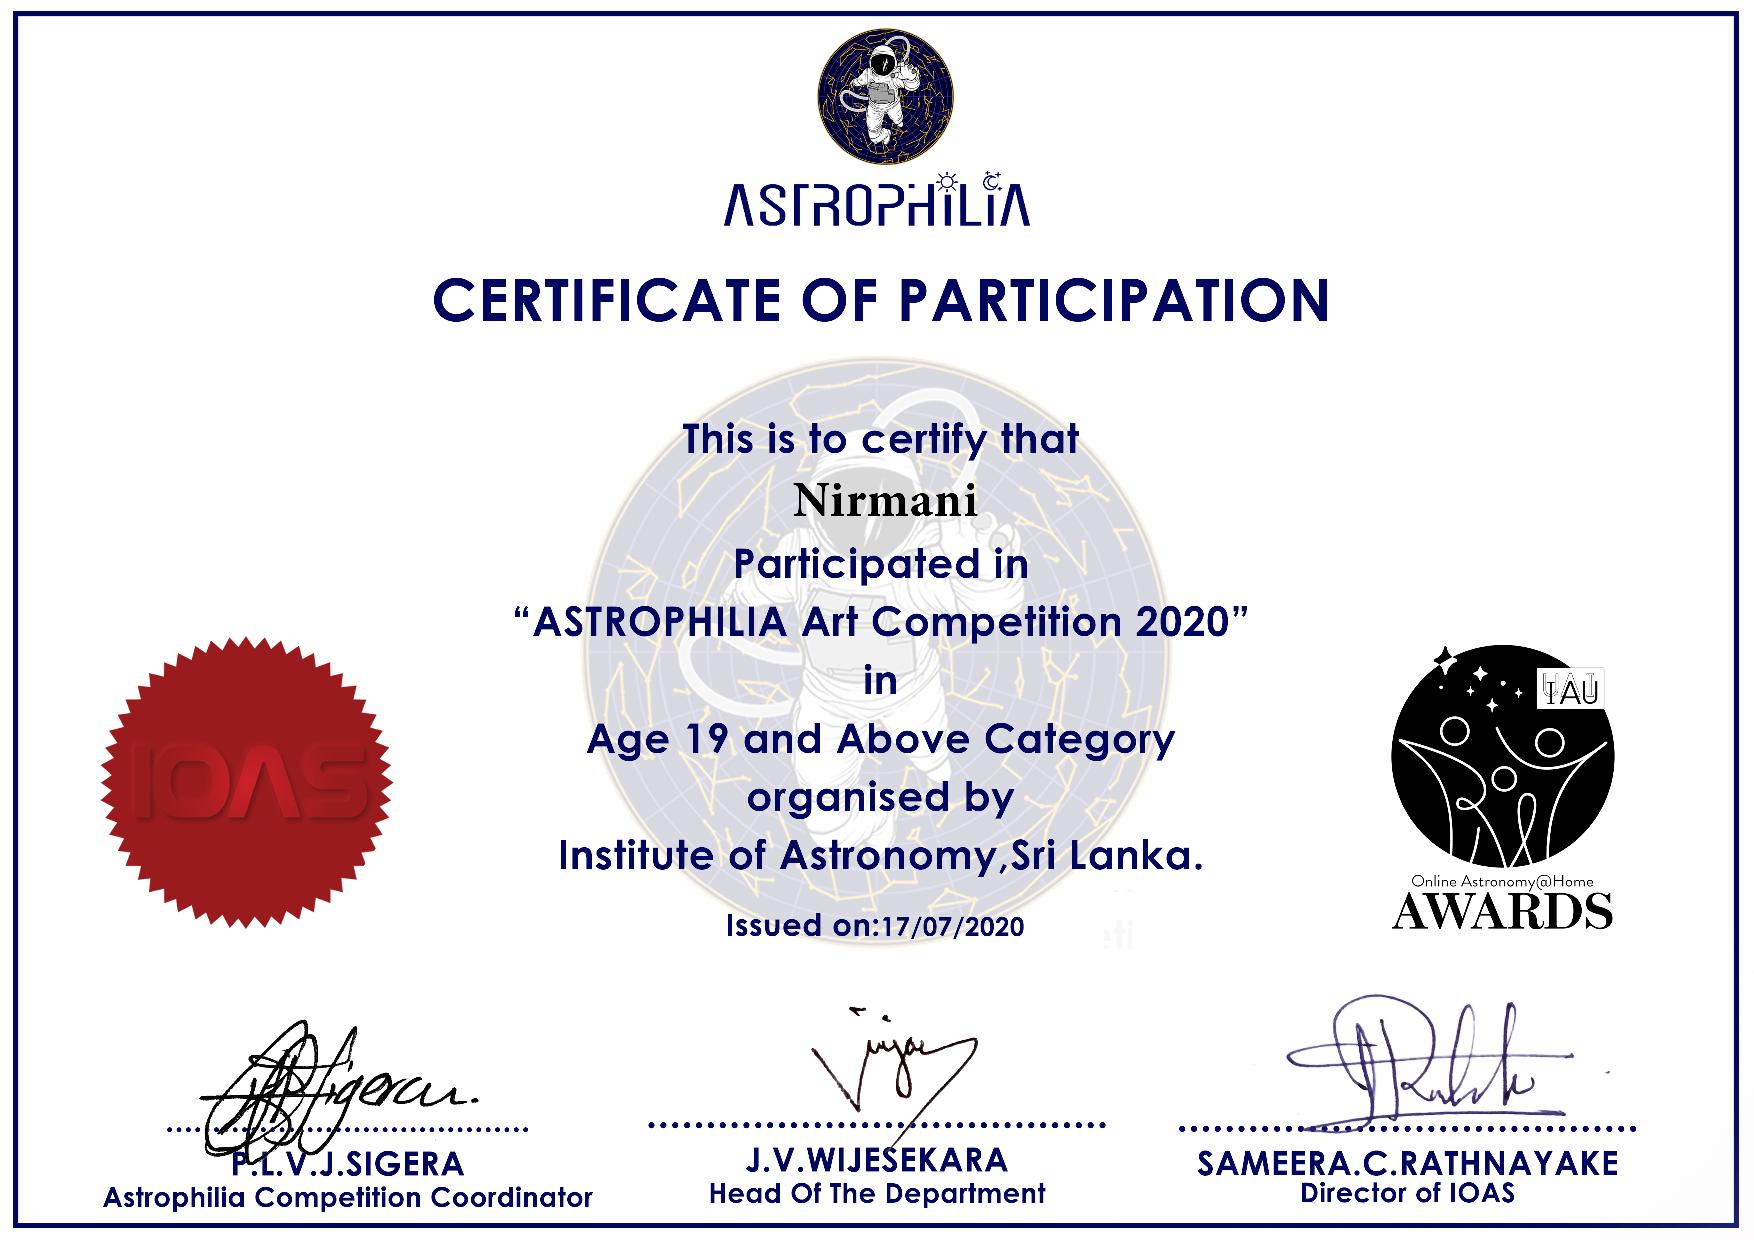 ASTROPHILIA
CERTIFICATE OF PARTICIPATION
This is to certify that
Nirmani
Participated in
“ASTROPHILIA Art Competition 2020”
in
Age 19 and Above Category
organised by
Institute of Astronomy,Sri Lanka.
Issued on:17/07/2020
IOAS
IAU
Online Astronomy@Home
AWARDS
P.L.V.J.SIGERA
Astrophilia Competition Coordinator
J.V.WIJESEKARA
Head Of The Department
SAMEERA.C.RATHNAYAKE
Director of IOAS